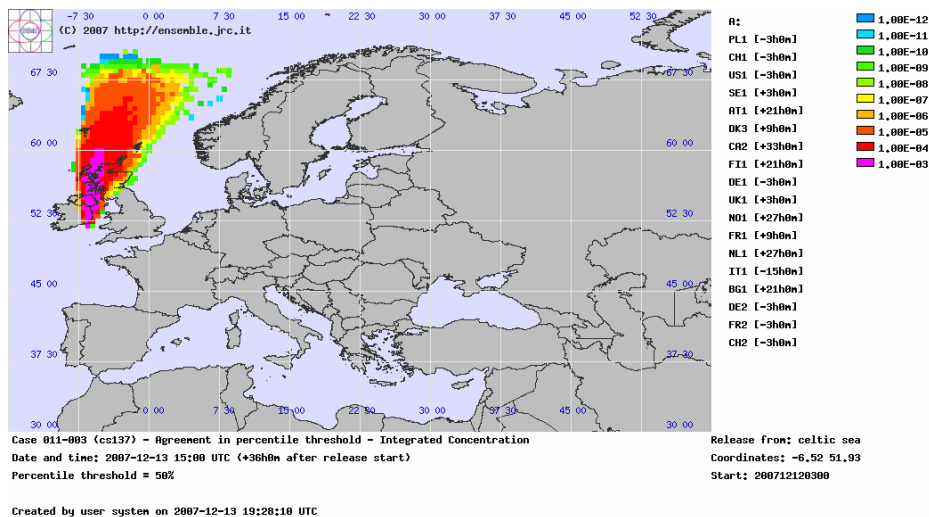 -7 30 0 00 7 30 15 00 22 30 30 00 37 30 45 00 52 30
(C) 2007 http://ensemble.jrc.it
67 30 67 30
60 00 60 00
52 30 52 30
45 00 45 00
37 30 37 30
0 00 7 30 15 00 22 30 30 00 37 30 45 00
30 00 30 00
A:
PL1 [-3h0m]
CH1 [-3h0m]
US1 [-3h0m]
SE1 [+3h0m]
AT1 [+21h0m]
DK3 [+9h0m]
CA2 [+33h0m]
FI1 [+21h0m]
DE1 [-3h0m]
UK1 [+3h0m]
NO1 [+27h0m]
FR1 [+9h0m]
NL1 [+27h0m]
IT1 [-15h0m]
BG1 [+21h0m]
DE2 [-3h0m]
FR2 [-3h0m]
CH2 [-3h0m]
1.00E-12
1.00E-11
1.00E-10
1.00E-09
1.00E-08
1.00E-07
1.00E-06
1.00E-05
1.00E-04
1.00E-03
Case 011-003 (cs137) - Agreement in percentile threshold - Integrated Concentration
Date and time: 2007-12-13 15:00 UTC (+36h0m after release start)
Percentile threshold = 50%
Release from: celtic sea
Coordinates: -6.52 51.93
Start: 200712120300
Created by user system on 2007-12-13 19:28:10 UTC